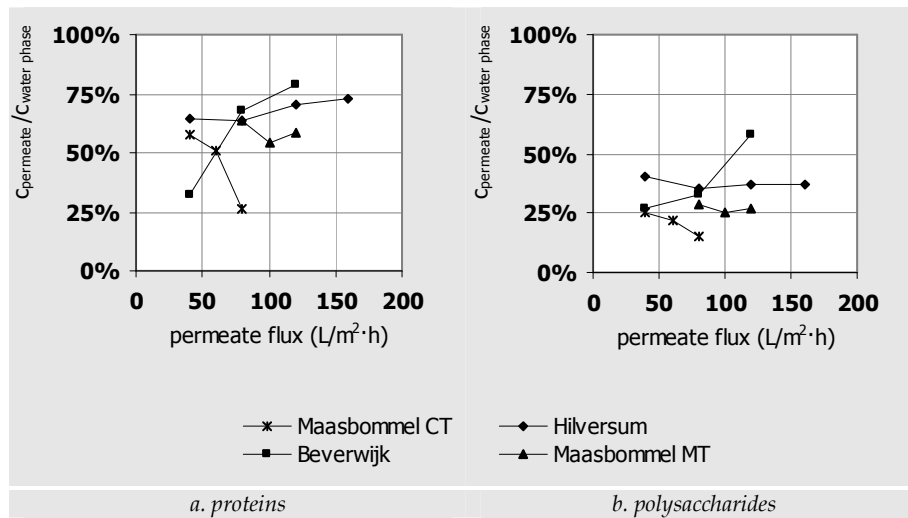 100%
75%
50%
25%
0%
Cpermeate /Cwater phase
0 50 100 150 200
permeate flux (L/m²·h)
100%
75%
50%
25%
0%
Cpermeate /Cwater phase
0 50 100 150 200
permeate flux (L/m²·h)
Maasbommel CT
Beverwijk
Hilversum
Maasbommel MT
a. proteins
b. polysaccharides